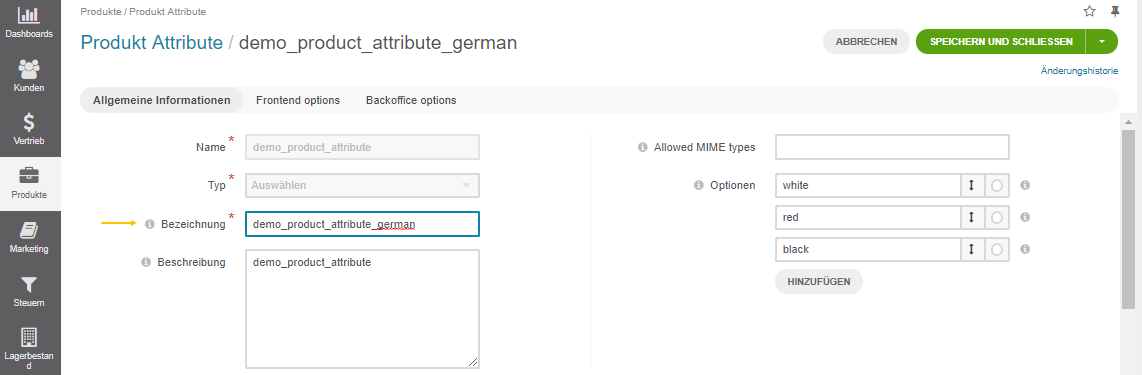 Dashboards
Kunden
Vertrieb
Produkte
Marketing
Steuern
Lagerbestan
d
Produkte / Produkt Attribute
Produkt Attribute / demo_product_attribute_german
ABBRECHEN
SPEICHERN UND SCHLIESSEN
Änderungshistorie
Allgemeine Informationen
Frontend options
Backoffice options
Name *
demo_product_attribute
Typ *
Auswählen
Bezeichnung *
demo_product_attribute_german
Beschreibung
demo_product_attribute
Allowed MIME types
Optionen
white
red
black
HINZUFÜGEN